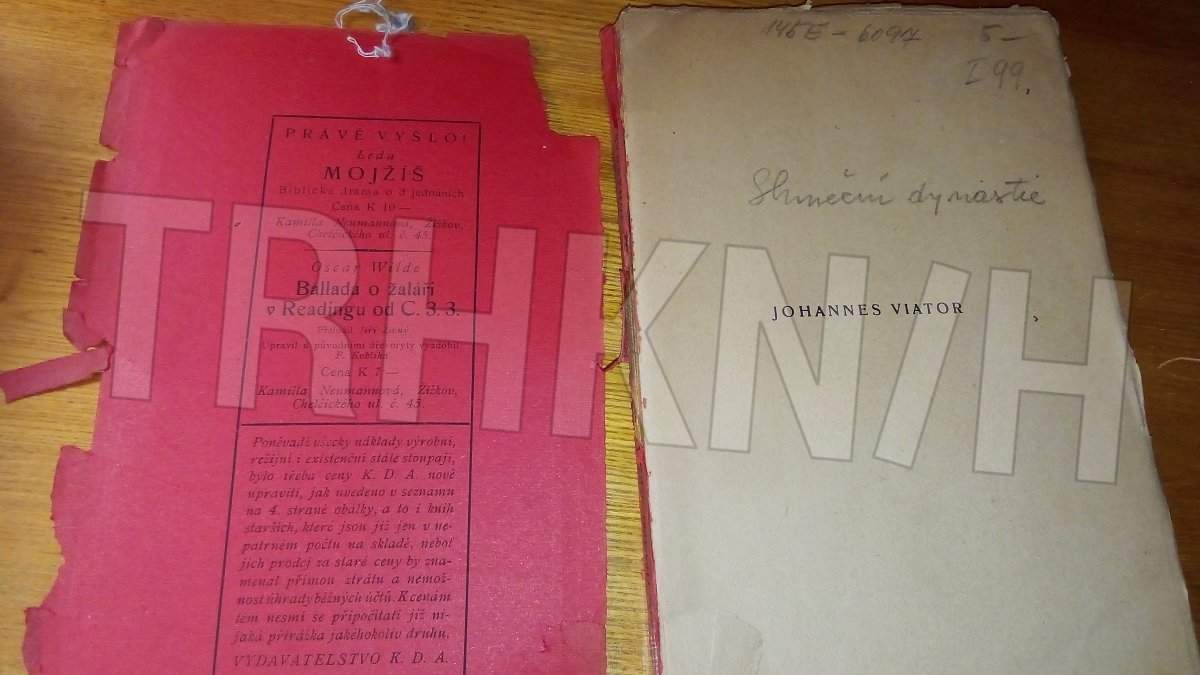 PRÁVĚ VYŠLO!
Leda
MOJŽÍŠ
Biblické drama o 3 jednáních
Cena K 10—
Kamilla Neumannová, Žižkov,
Chelčického ul. č. 45.
Oscar Wilde
Ballada o žaláři
v Readingu od C. 3. 3.
Přeložil Jiří Živný
Upravil a původními dřevoryty vyzdobil
F. Kobliha
Cena K 7—
Kamilla Neumannová, Žižkov,
Chelčického ul. č. 45.
Poněvadž všecky náklady výrobní,
režijní i existenční stále stoupají,
bylo třeba ceny K. D. A. nově
upraviti, jak uvedeno v seznamu
na 4. straně obálky, a to i knih
starších, které jsou již jen v ne-
patrném počtu na skladě, neboť
jich prodej za staré ceny by zna-
menal přímou ztrátu a nemož-
nost úhrady běžných účtů. K cenám
těm nesmí se připočítati již ni-
jaká přirážka jakéhokoliv druhu.
VYDAVATELSTVO K. D. A.
145E - 6097 5-
I 99,
Sluneční dynastie
JOHANNES VIATOR
TRHKN/H